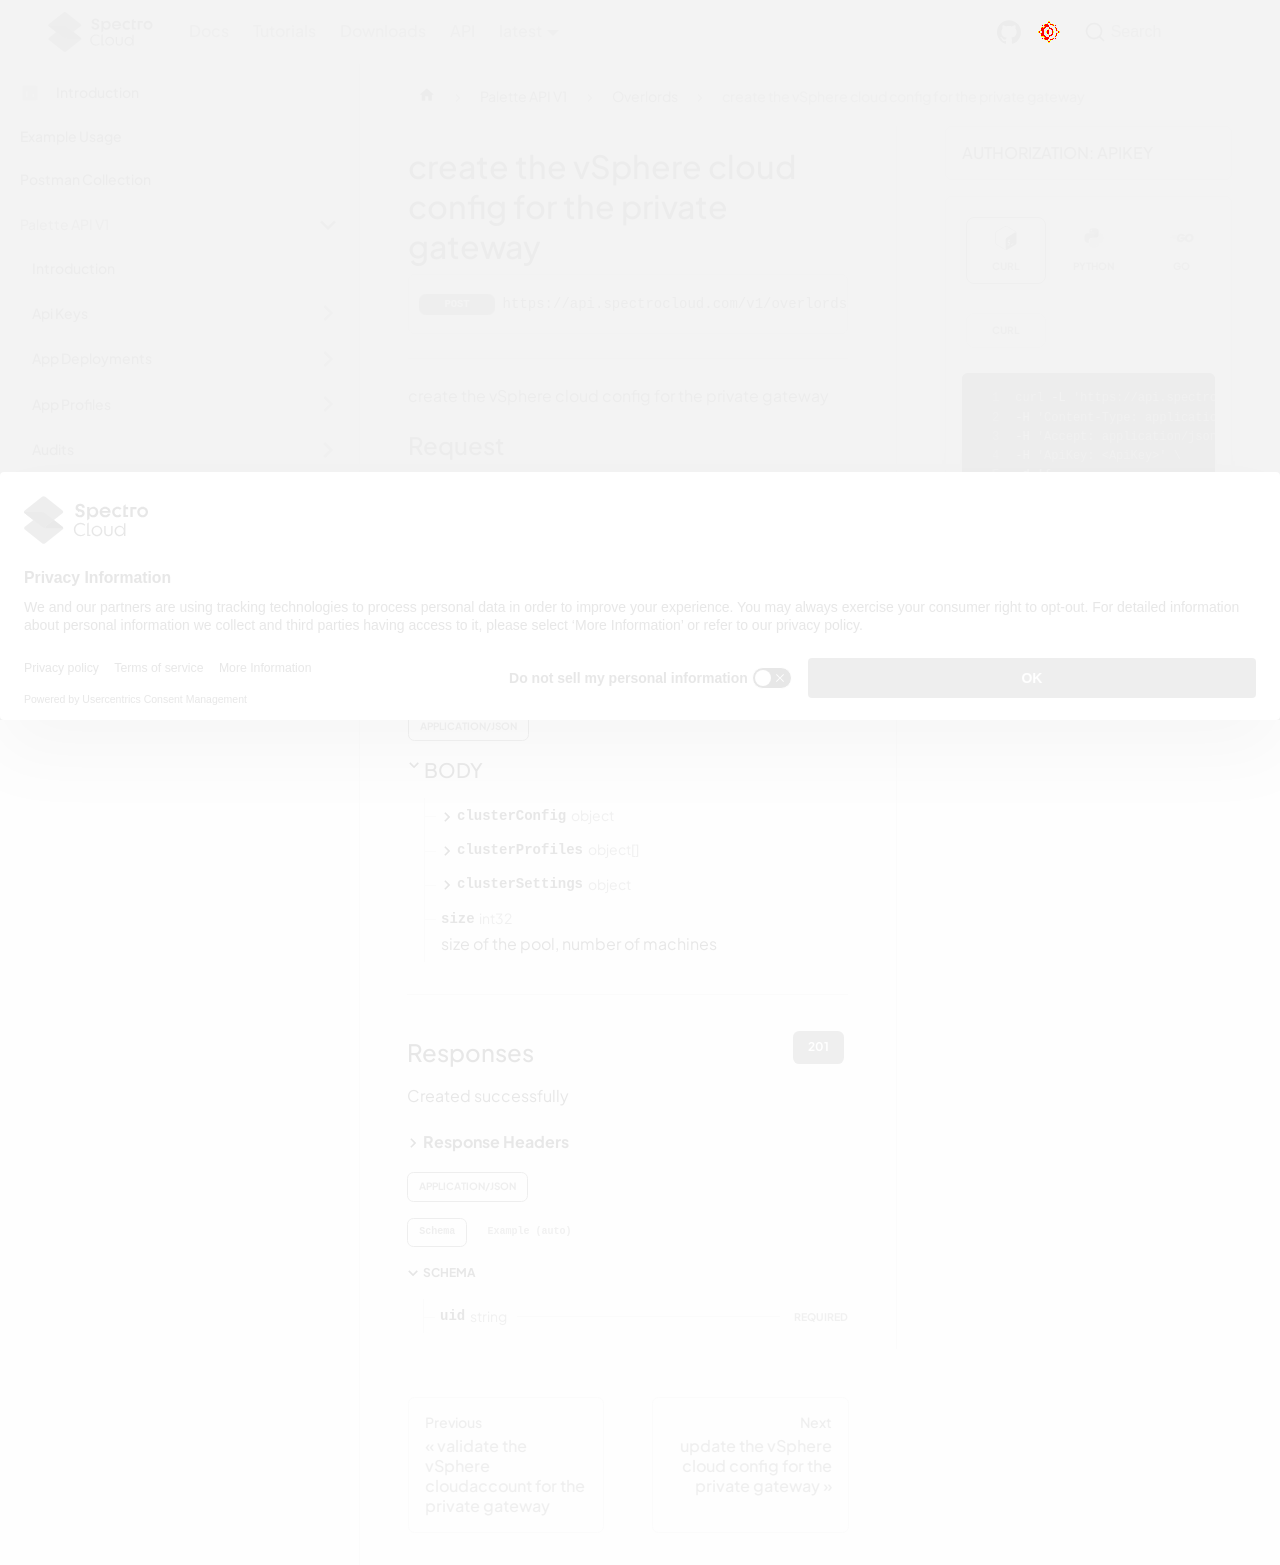 Spectro
Cloud
Docs Tutorials Downloads API latest
Search
Introduction
Palette API V1 Overlords create the vSphere cloud config for the private gateway
Example Usage
Postman Collection
Palette API V1
Introduction
Api Keys
App Deployments
App Profiles
Audits
create the vSphere cloud
config for the private
gateway
https://api.spectrocloud.com/v1/overlords
create the vSphere cloud config for the private gateway
Request
AUTHORIZATION: APIKEY
CURL PYTHON GO
CURL
Spectro
Cloud
Privacy Information
We and our partners are using tracking technologies to process personal data in order to improve your experience. You may always exercise your consumer right to opt-out. For detailed information
about personal information we collect and third parties having access to it, please select 'More Information' or refer to our privacy policy.
Privacy policy Terms of service More Information
Do not sell my personal information
OK
Powered by Usercentrics Consent Management
APPLICATION/JSON
BODY
clusterConfig object
clusterProfiles object[]
clusterSettings object
size int32
size of the pool, number of machines
Responses
201
Created successfully
Response Headers
APPLICATION/JSON
Schema Example (auto)
SCHEMA
uid string REQUIRED
Previous
« validate the
vSphere
cloudaccount for the
private gateway
Next
update the vSphere
cloud config for the
private gateway »